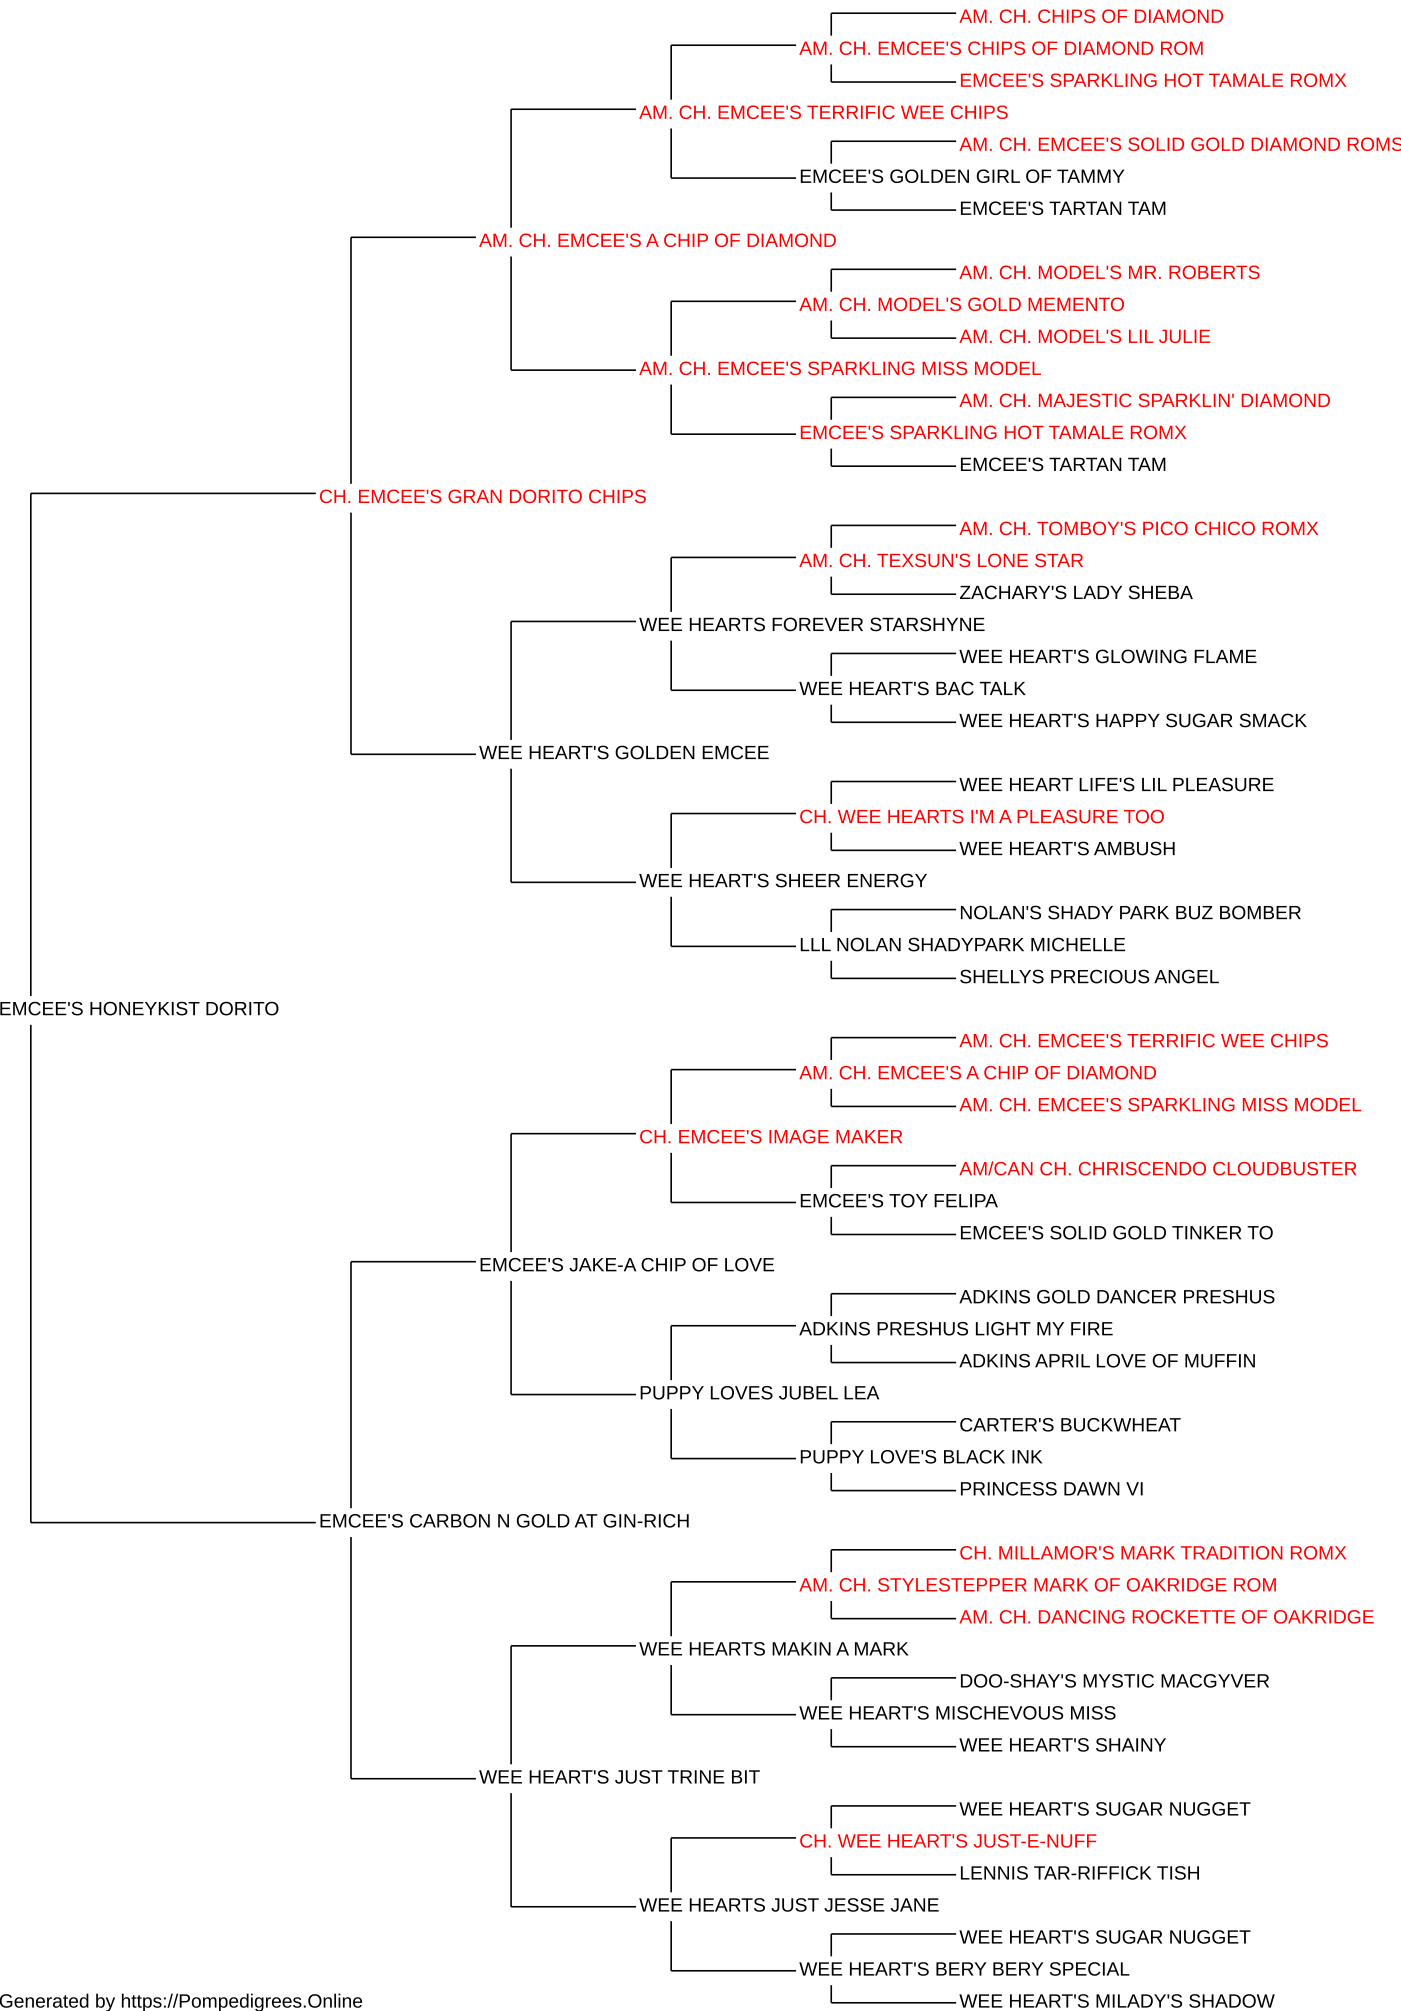 AM. CH. CHIPS OF DIAMOND
AM. CH. EMCEE'S CHIPS OF DIAMOND ROM
EMCEE'S SPARKLING HOT TAMALE ROMX
AM. CH. EMCEE'S TERRIFIC WEE CHIPS
AM. CH. EMCEE'S SOLID GOLD DIAMOND ROMS
EMCEE'S GOLDEN GIRL OF TAMMY
EMCEE'S TARTAN TAM
AM. CH. EMCEE'S A CHIP OF DIAMOND
AM. CH. MODEL'S MR. ROBERTS
AM. CH. MODEL'S GOLD MEMENTO
AM. CH. MODEL'S LIL JULIE
AM. CH. EMCEE'S SPARKLING MISS MODEL
AM. CH. MAJESTIC SPARKLIN' DIAMOND
EMCEE'S SPARKLING HOT TAMALE ROMX
EMCEE'S TARTAN TAM
CH. EMCEE'S GRAN DORITO CHIPS
AM. CH. TOMBOY'S PICO CHICO ROMX
AM. CH. TEXSUN'S LONE STAR
ZACHARY'S LADY SHEBA
WEE HEARTS FOREVER STARSHYNE
WEE HEART'S GLOWING FLAME
WEE HEART'S BAC TALK
WEE HEART'S HAPPY SUGAR SMACK
WEE HEART'S GOLDEN EMCEE
WEE HEART LIFE'S LIL PLEASURE
CH. WEE HEARTS I'M A PLEASURE TOO
WEE HEART'S AMBUSH
WEE HEART'S SHEER ENERGY
NOLAN'S SHADY PARK BUZ BOMBER
LLL NOLAN SHADYPARK MICHELLE
SHELLYS PRECIOUS ANGEL
EMCEE'S HONEYKIST DORITO
AM. CH. EMCEE'S TERRIFIC WEE CHIPS
AM. CH. EMCEE'S A CHIP OF DIAMOND
AM. CH. EMCEE'S SPARKLING MISS MODEL
CH. EMCEE'S IMAGE MAKER
AM/CAN CH. CHRISCENDO CLOUDBUSTER
EMCEE'S TOY FELIPA
EMCEE'S SOLID GOLD TINKER TO
EMCEE'S JAKE-A CHIP OF LOVE
ADKINS GOLD DANCER PRESHUS
ADKINS PRESHUS LIGHT MY FIRE
ADKINS APRIL LOVE OF MUFFIN
PUPPY LOVES JUBEL LEA
CARTER'S BUCKWHEAT
PUPPY LOVE'S BLACK INK
PRINCESS DAWN VI
EMCEE'S CARBON N GOLD AT GIN-RICH
CH. MILLAMOR'S MARK TRADITION ROMX
AM. CH. STYLESTEPPER MARK OF OAKRIDGE ROM
AM. CH. DANCING ROCKETTE OF OAKRIDGE
WEE HEARTS MAKIN A MARK
DOO-SHAY'S MYSTIC MACGYVER
WEE HEART'S MISCHEVOUS MISS
WEE HEART'S SHAINY
WEE HEART'S JUST TRINE BIT
WEE HEART'S SUGAR NUGGET
CH. WEE HEART'S JUST-E-NUFF
LENNIS TAR-RIFFICK TISH
WEE HEARTS JUST JESSE JANE
WEE HEART'S SUGAR NUGGET
WEE HEART'S BERY BERY SPECIAL
WEE HEART'S MILADY'S SHADOW
Generated by https://Pompedigrees.Online